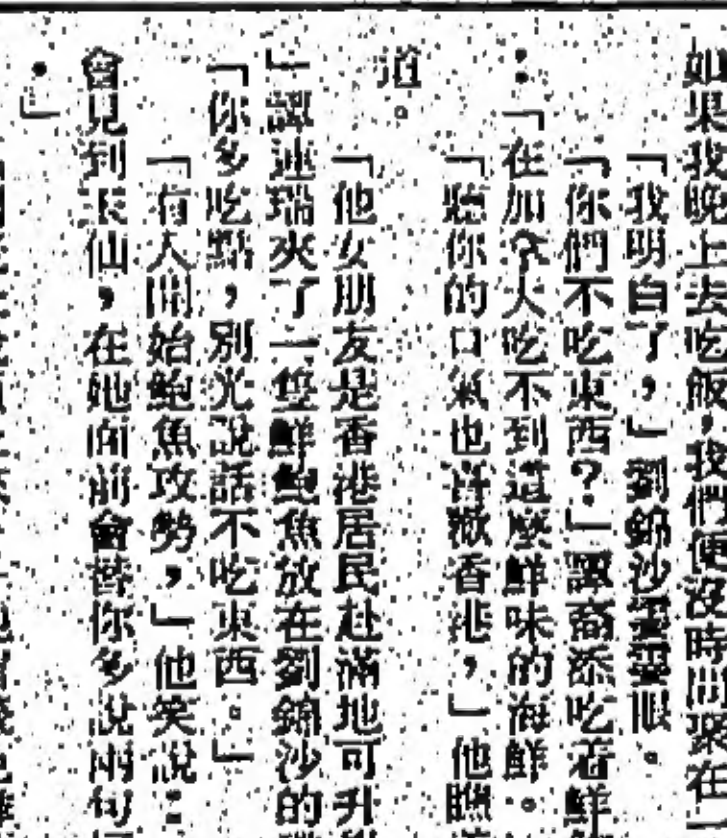 如果我晚上去吃飯,我們便沒時間聚在一
「我明白了,」劉錦沙霎霎眼。
「你們不吃東西?」譚裔添吃着鮮
:「在加拿大吃不到這麼鮮味的海鮮。
「聽你的口氣也喜歡香港,」他瞧
道。
「他女朋友是香港居民赴滿地可升
」譚連瑞夾了一隻鮮鮑魚放在劉錦沙的
「你多吃點,別光說話不吃東西。」
「有人開始鮑魚攻勢,」他笑說:
會見到玉仙,在她面前會替你多說兩句
。」